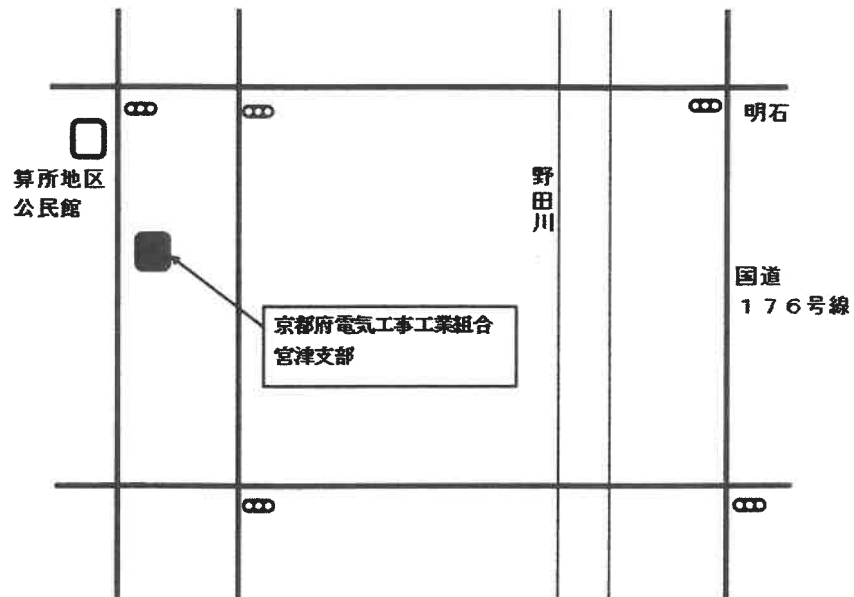 明石
算所地区
公民館
野田川
国道
１７６号線
京都府電気工事工業組合
宮津支部